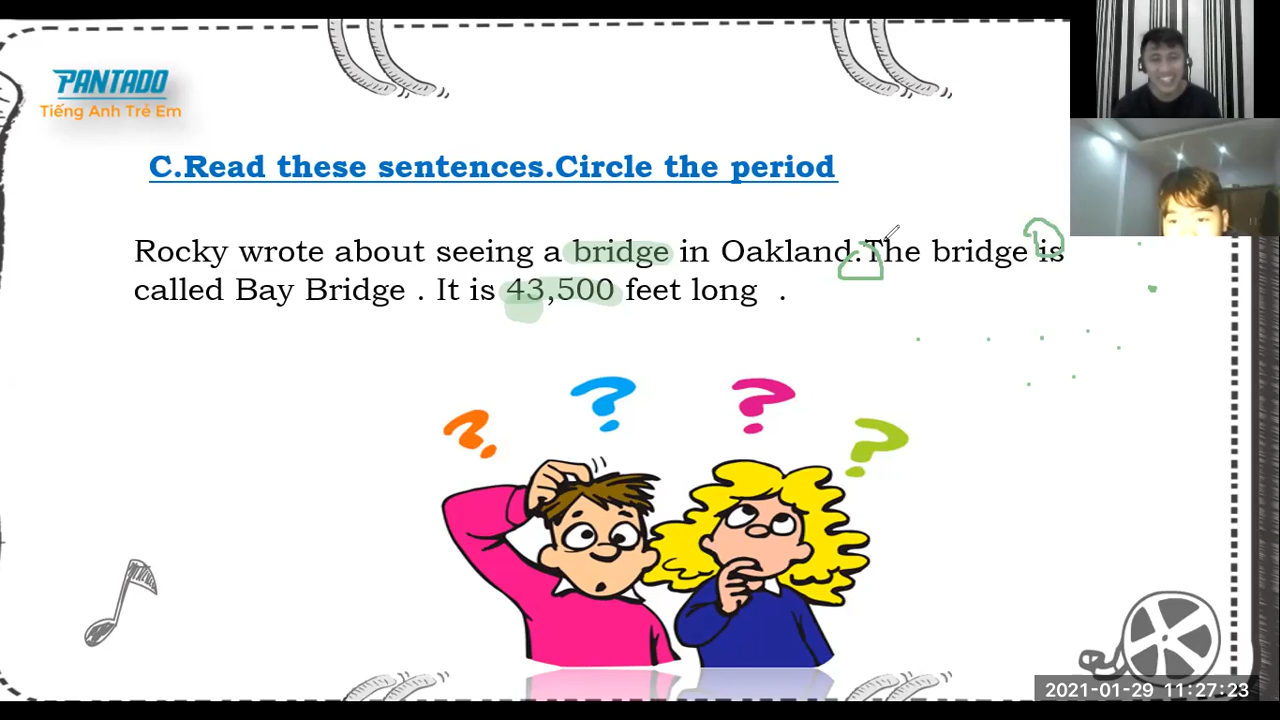 PANTADO
Tiếng Anh Trẻ Em
C.Read these sentences.Circle the period
Rocky wrote about seeing a bridge in Oakland.The bridge is
called Bay Bridge . It is 43,500 feet long  .
? ? ? ?
2021-01-29 11:27:23